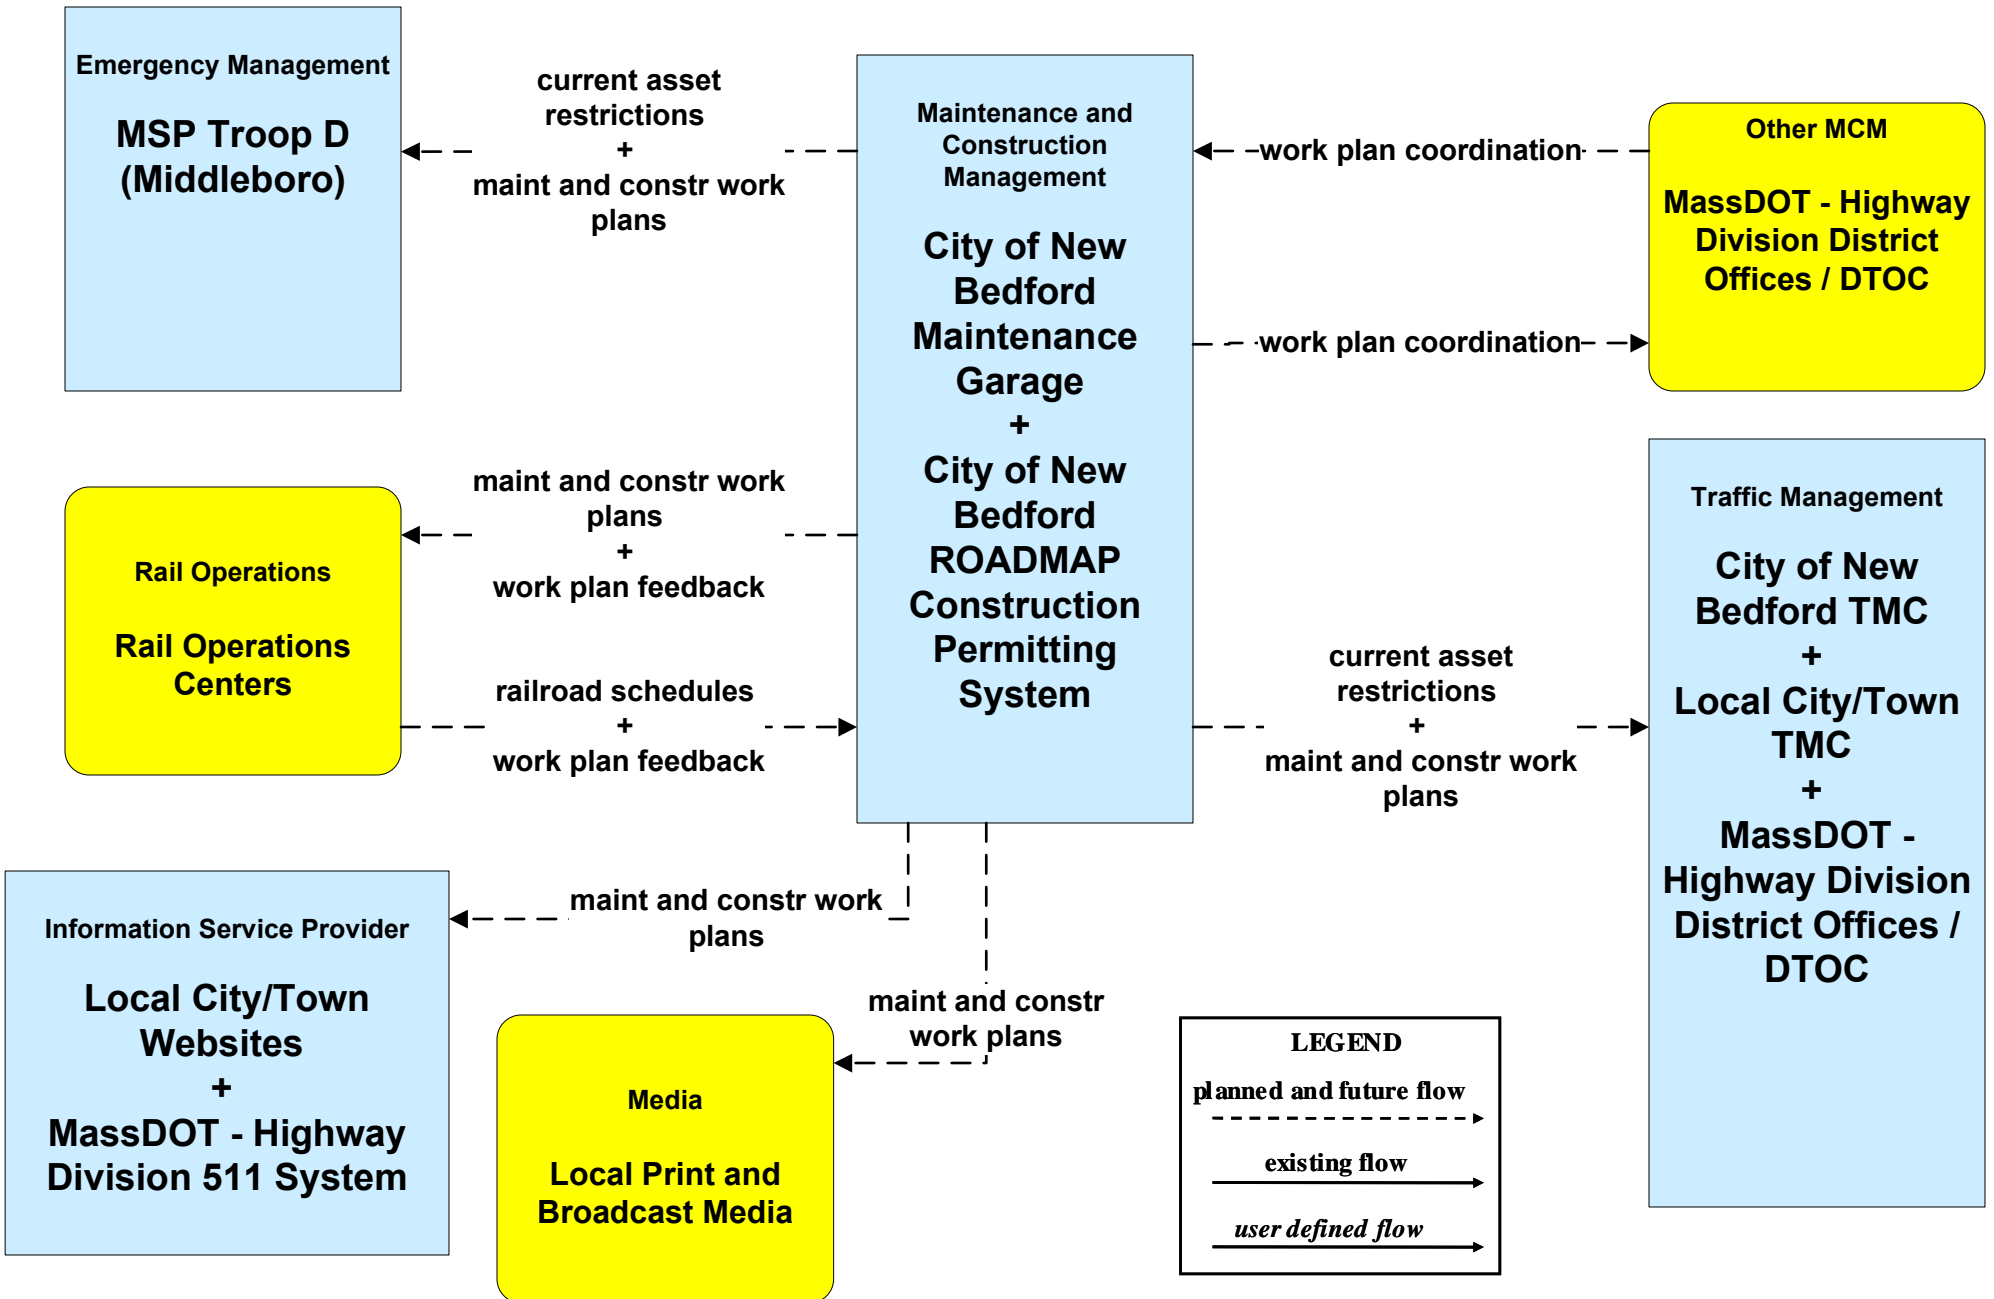 Emergency Management
MSP Troop D
(Middleboro)
current asset
restrictions
+
maint and constr work
plans
Maintenance and
Construction
Management
City of New
Bedford
Maintenance
Garage
+
City of New
Bedford
ROADMAP
Construction
Permitting
System
work plan coordination
work plan coordination
Other MCM
MassDOT - Highway
Division District
Offices / DTOC
Rail Operations
Rail Operations
Centers
maint and constr work
plans
+
work plan feedback
railroad schedules
+
work plan feedback
current asset
restrictions
+
maint and constr work
plans
Traffic Management
City of New
Bedford TMC
+
Local City/Town
TMC
+
MassDOT -
Highway Division
District Offices /
DTOC
Information Service Provider
Local City/Town
Websites
+
MassDOT - Highway
Division 511 System
maint and constr work
plans
maint and constr
work plans
Media
Local Print and
Broadcast Media
LEGEND
planned and future flow
existing flow
user defined flow